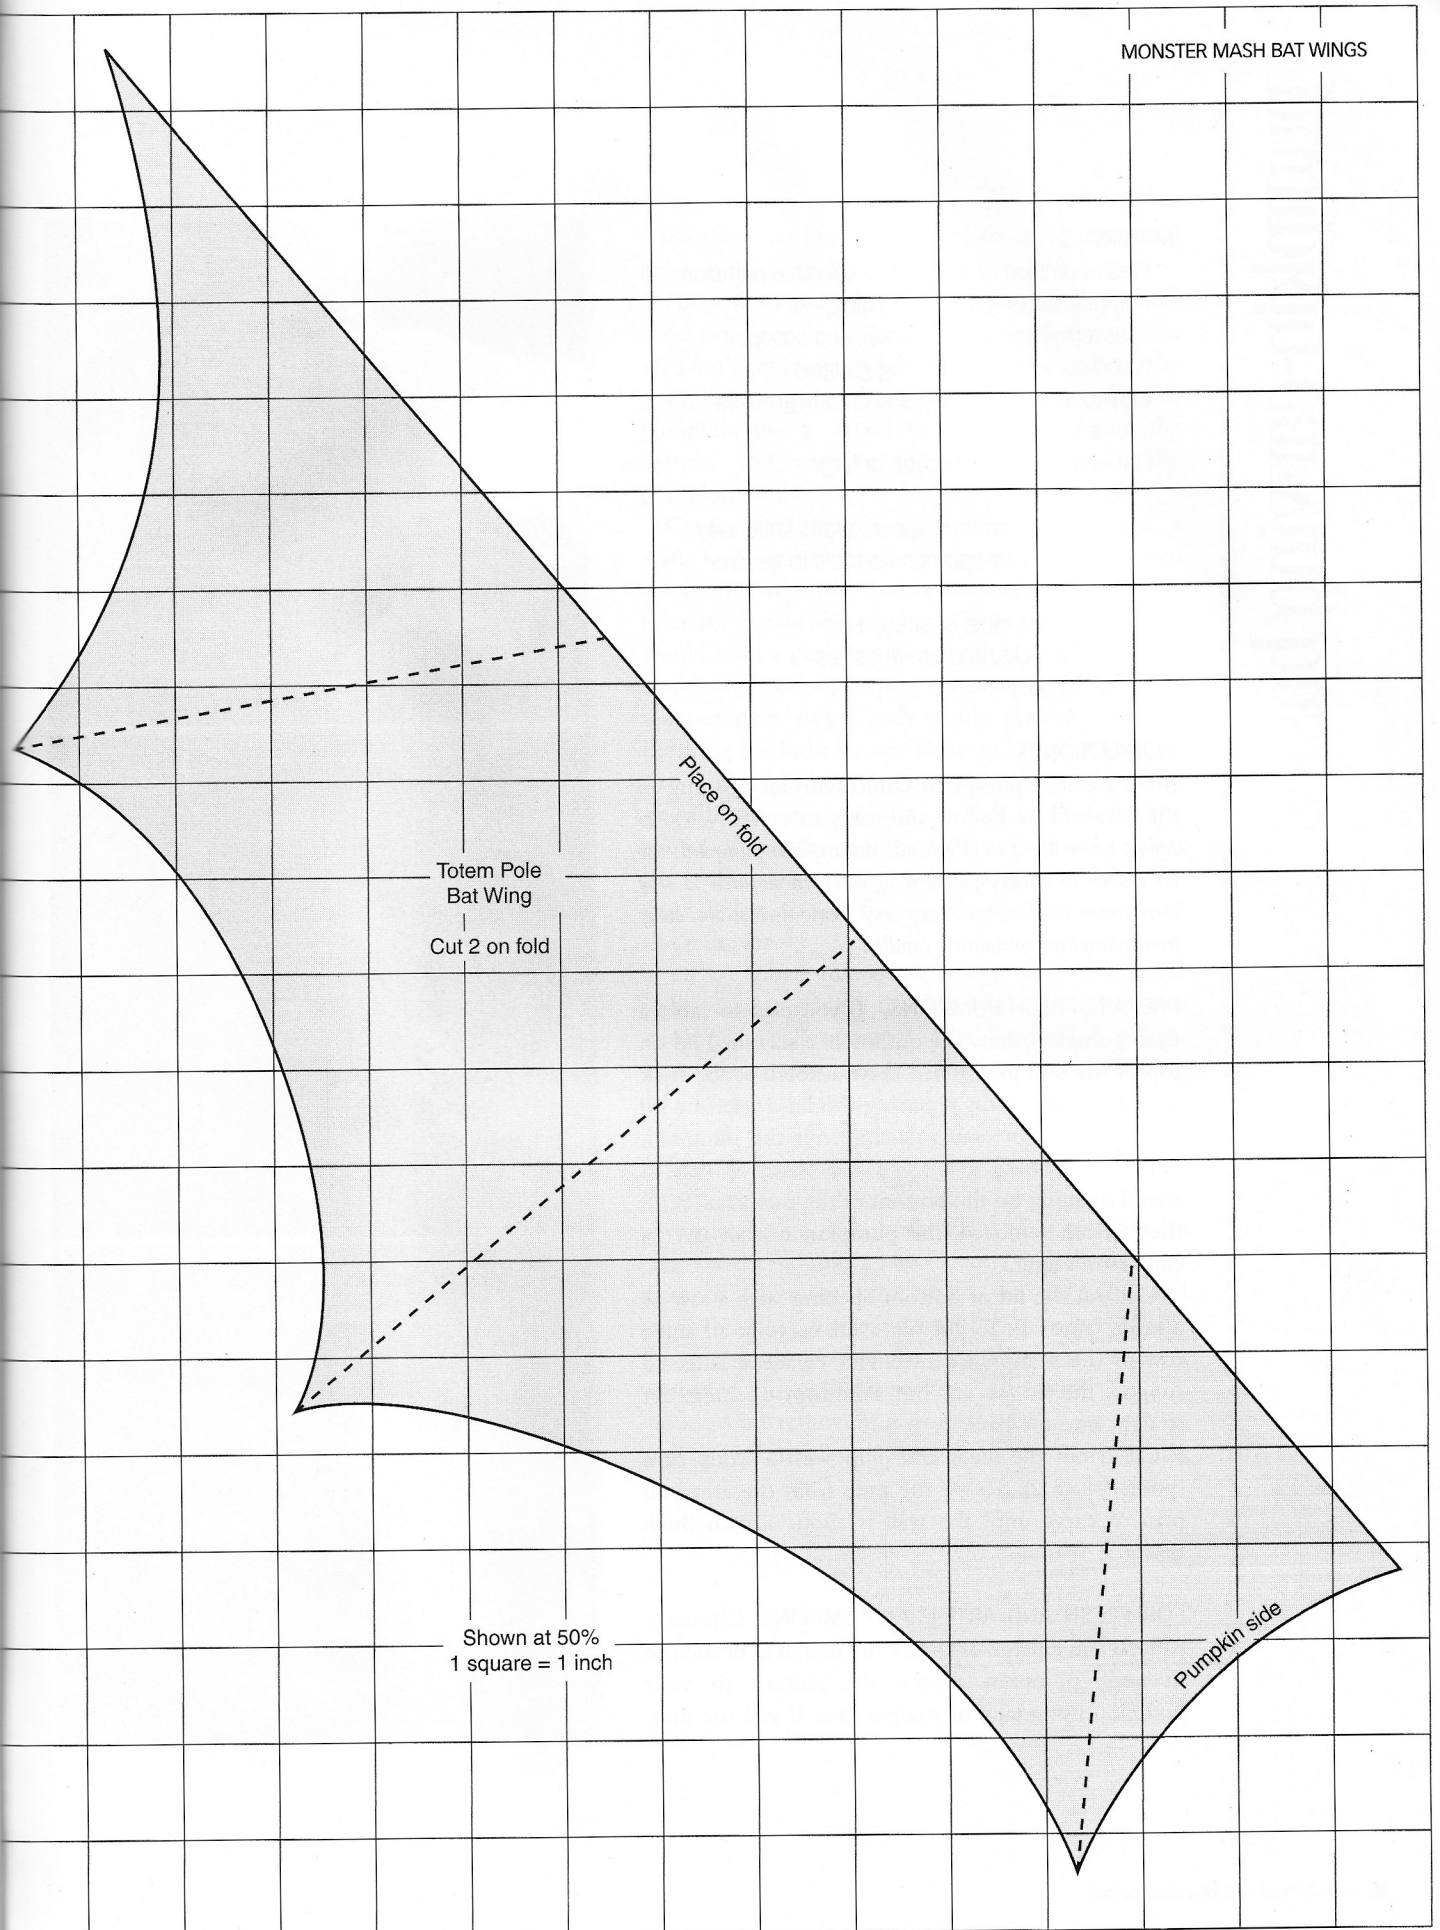 MONSTER MASH BAT WINGS
Place on fold
Totem Pole
Bat Wing
Cut 2 on fold
Shown at 50%
1 square = 1 inch
Pumpkin side